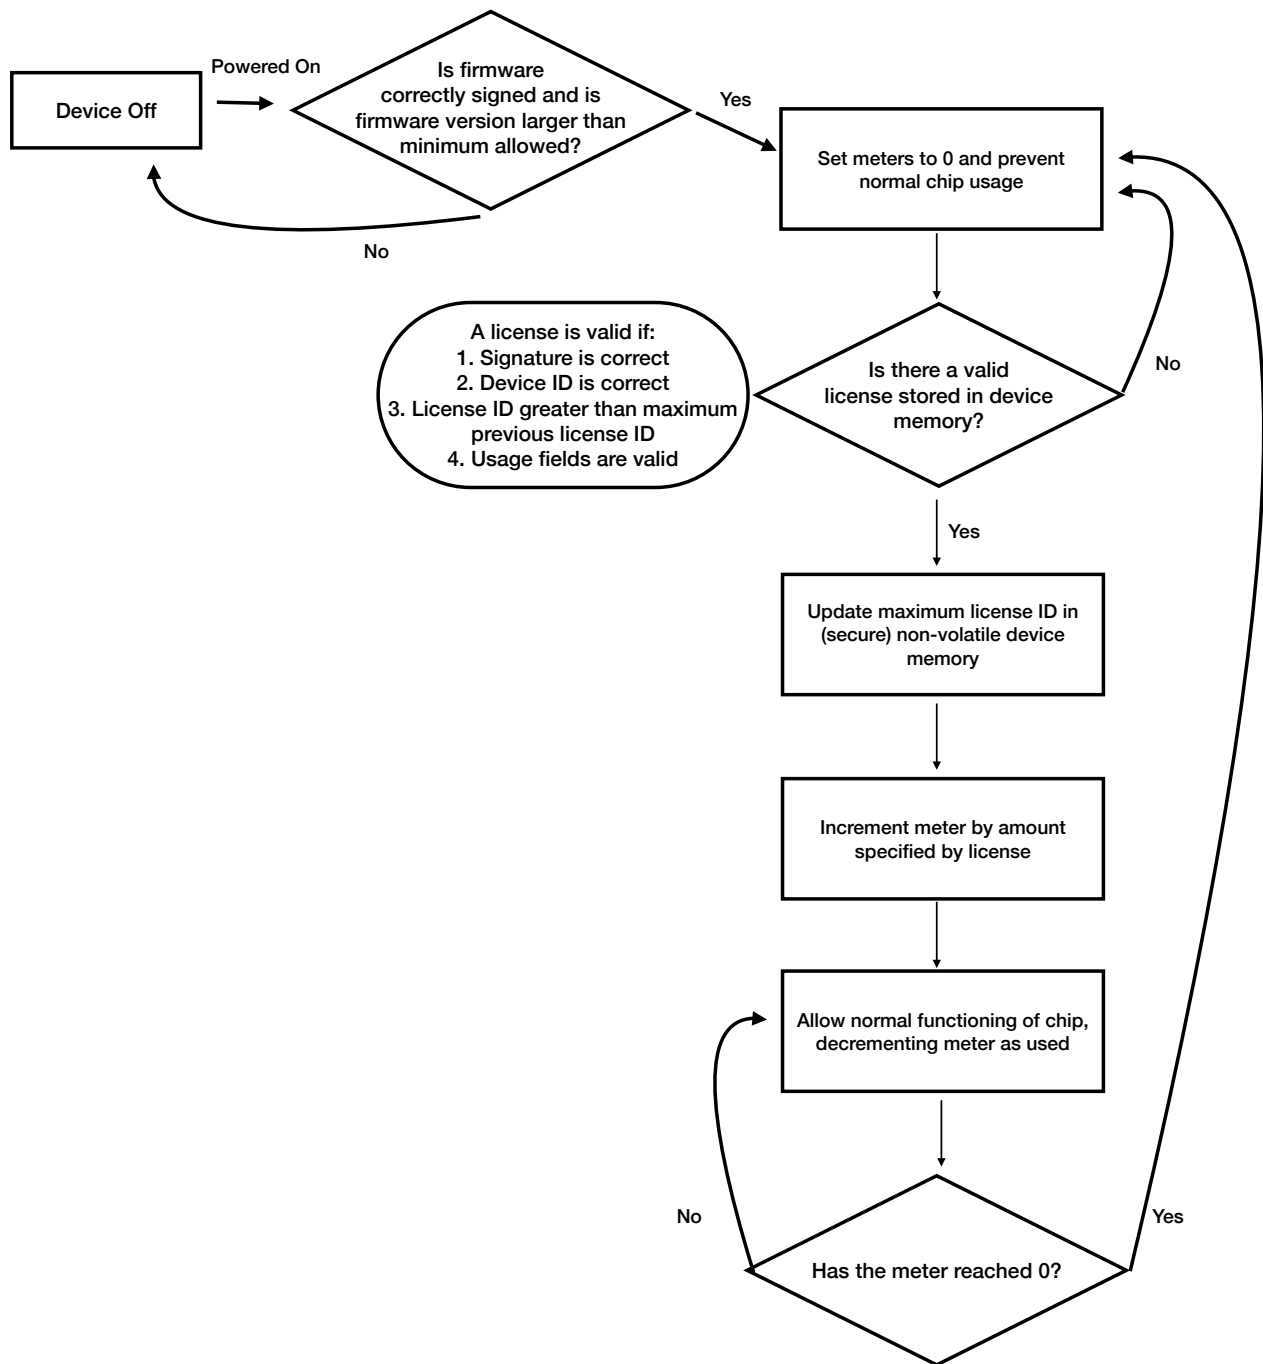 Device Off
Powered On
Is firmware
correctly signed and is
firmware version larger than
minimum allowed?
Yes
No
Set meters to 0 and prevent
normal chip usage
A license is valid if:
1. Signature is correct
2. Device ID is correct
3. License ID greater than maximum
previous license ID
4. Usage fields are valid
Is there a valid
license stored in device
memory?
No
Yes
Update maximum license ID in
(secure) non-volatile device
memory
Increment meter by amount
specified by license
Allow normal functioning of chip,
decrementing meter as used
No
Yes
Has the meter reached 0?